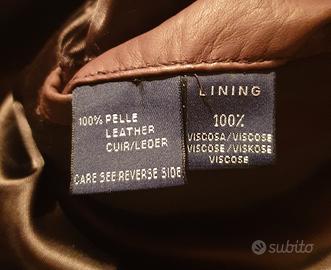 100% PELLE
LEATHER
CUIR/LEDER
CARE SEE REVERSE SIDE
LINING
100%
VISCOSA/VISCOSE
VISCOSE/VISKOSE
VISCOSE
subito